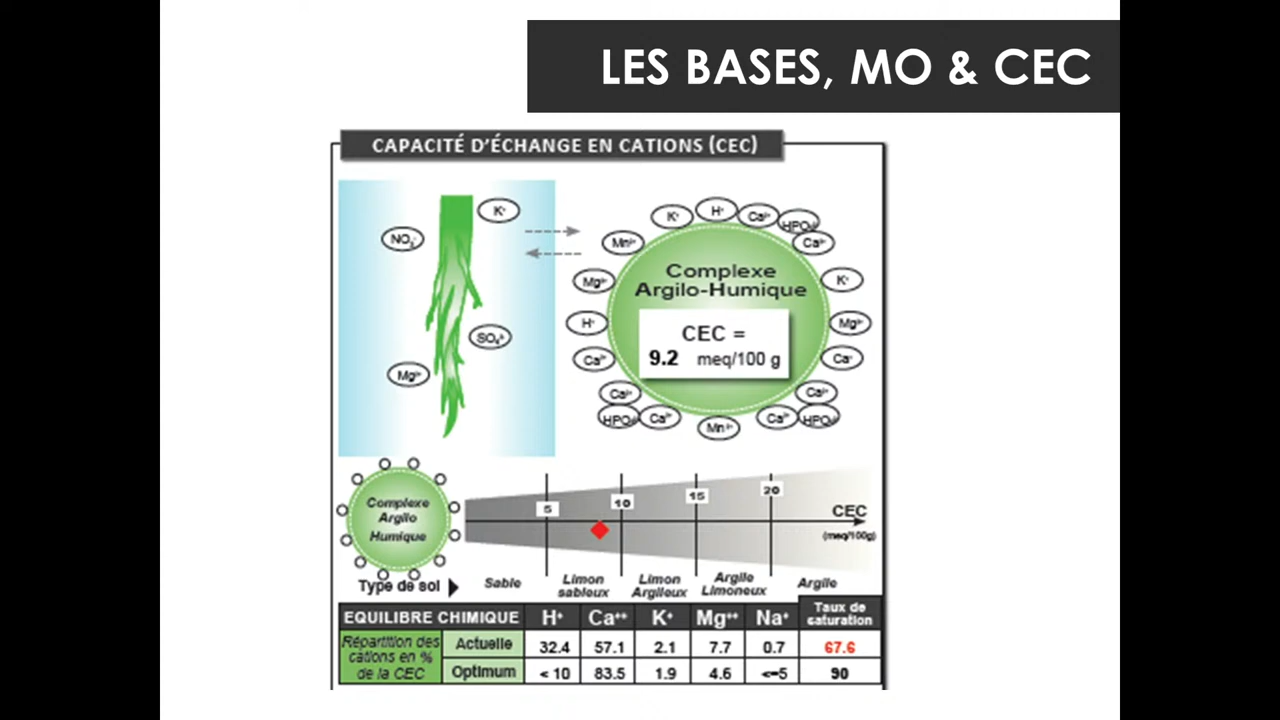 LES BASES, MO & CEC
CAPACITÉ D'ÉCHANGE EN CATIONS (CEC)
K⁺
NO₃⁻
SO₄²⁻
Mg²⁺
K⁺ H⁺ Ca²⁺ HPO₄
Mn²⁺ Ca²⁺
Mg²⁺ K⁺
H⁺ Mg²⁺
Ca²⁺ Ca⁺
Ca²⁺ Ca²⁺
HPO₄ Ca²⁺ Mn²⁺ Ca²⁺ HPO₄
Complexe
Argilo-Humique
CEC =
9.2 meq/100 g
Complexe
Argilo
Humique
5 10 15 20
CEC
(meq/100g)
Type de sol
Sable
Limon
sableux
Limon
Argileux
Argile
Limoneux
Argile
EQUILIBRE CHIMIQUE H⁺ Ca⁺⁺ K⁺ Mg⁺⁺ Na⁺ Taux de
saturation
Répartition des
cations en %
de la CEC
Actuelle 32.4 57.1 2.1 7.7 0.7 67.6
Optimum < 10 83.5 1.9 4.6 <=5 90